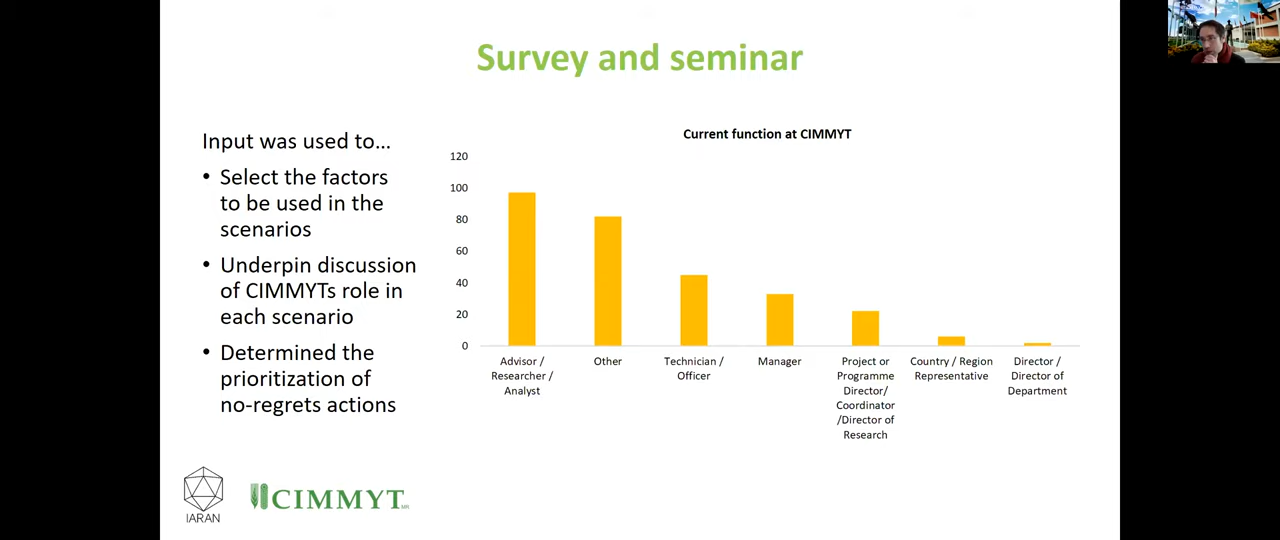 Survey and seminar
Input was used to...
• Select the factors
to be used in the
scenarios
• Underpin discussion
of CIMMYTs role in
each scenario
• Determined the
prioritization of
no-regrets actions
Current function at CIMMYT
120
100
80
60
40
20
0
Advisor /
Researcher /
Analyst
Other
Technician /
Officer
Manager
Project or
Programme
Director/
Coordinator
/Director of
Research
Country / Region
Representative
Director /
Director of
Department
IARAN
CIMMYT